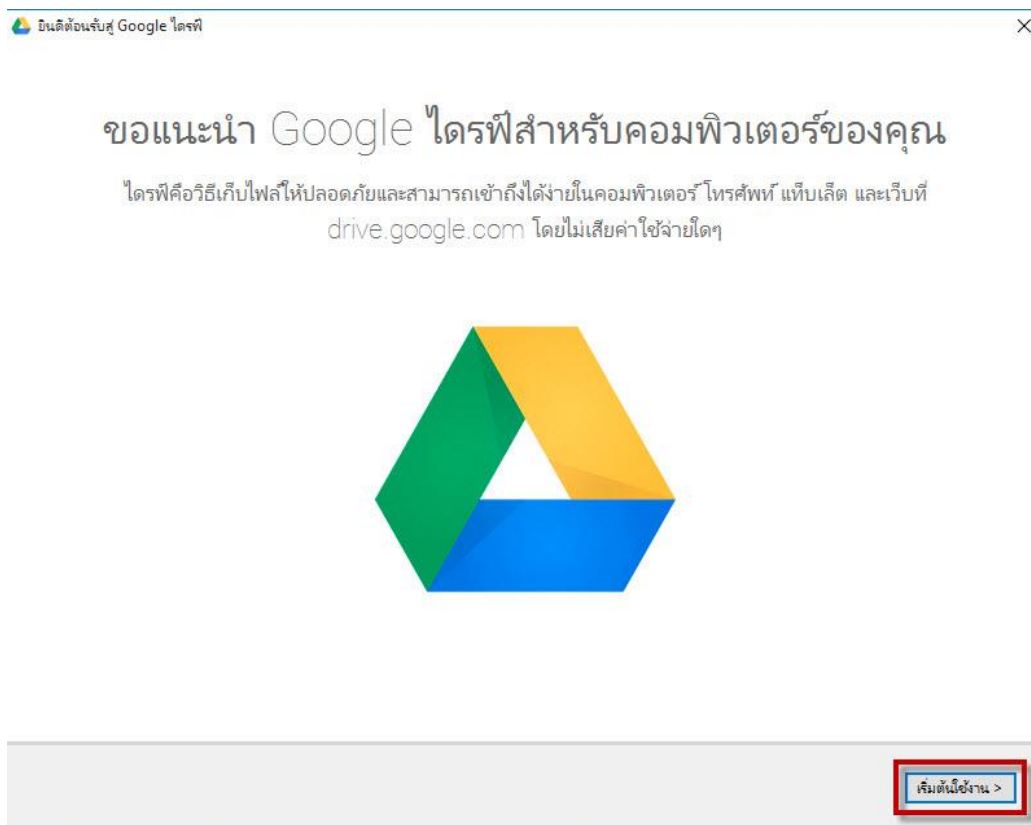 ยินดีต้อนรับสู่ Google ไดรฟ์
ขอแนะนำ Google ไดรฟ์สำหรับคอมพิวเตอร์ของคุณ
ไดรฟ์คือวิธีเก็บไฟล์ให้ปลอดภัยและสามารถเข้าถึงได้ง่ายในคอมพิวเตอร์ โทรศัพท์ แท็บเล็ต และเว็บที่
drive.google.com โดยไม่เสียค่าใช้จ่ายใดๆ
เริ่มต้นใช้งาน >